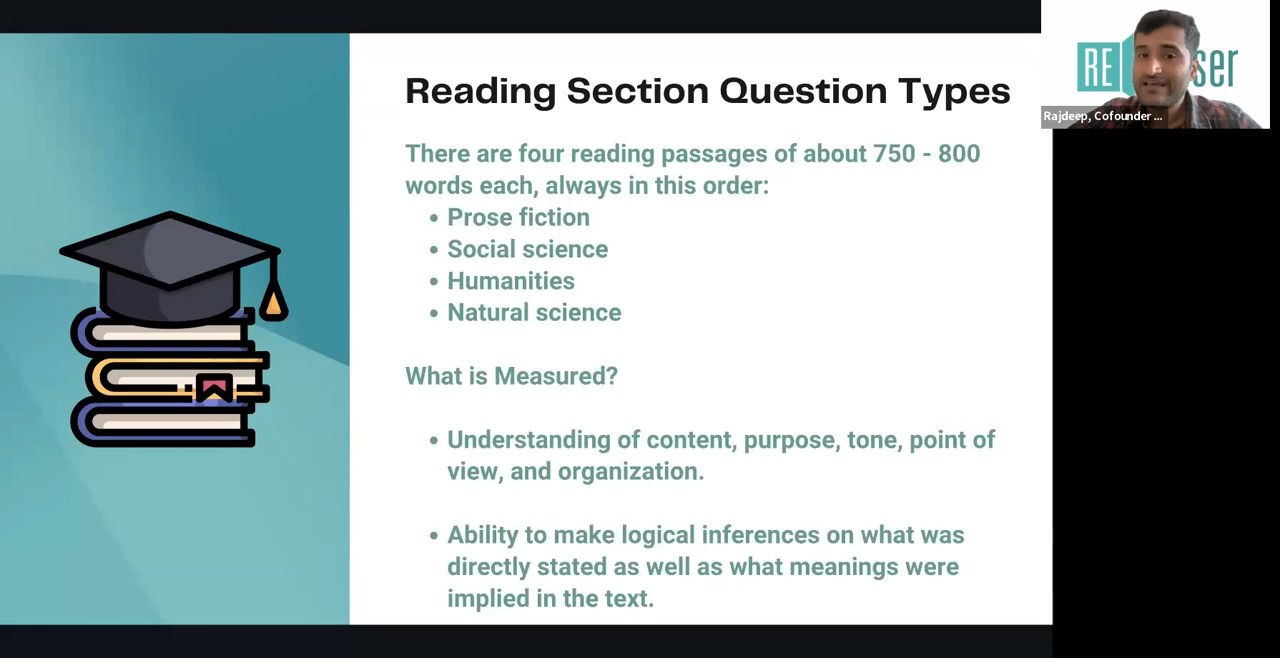 Reading Section Question Types
There are four reading passages of about 750 - 800
words each, always in this order:
• Prose fiction
• Social science
• Humanities
• Natural science
What is Measured?
• Understanding of content, purpose, tone, point of
view, and organization.
• Ability to make logical inferences on what was
directly stated as well as what meanings were
implied in the text.
RE ser
Rajdeep, Cofounder ...